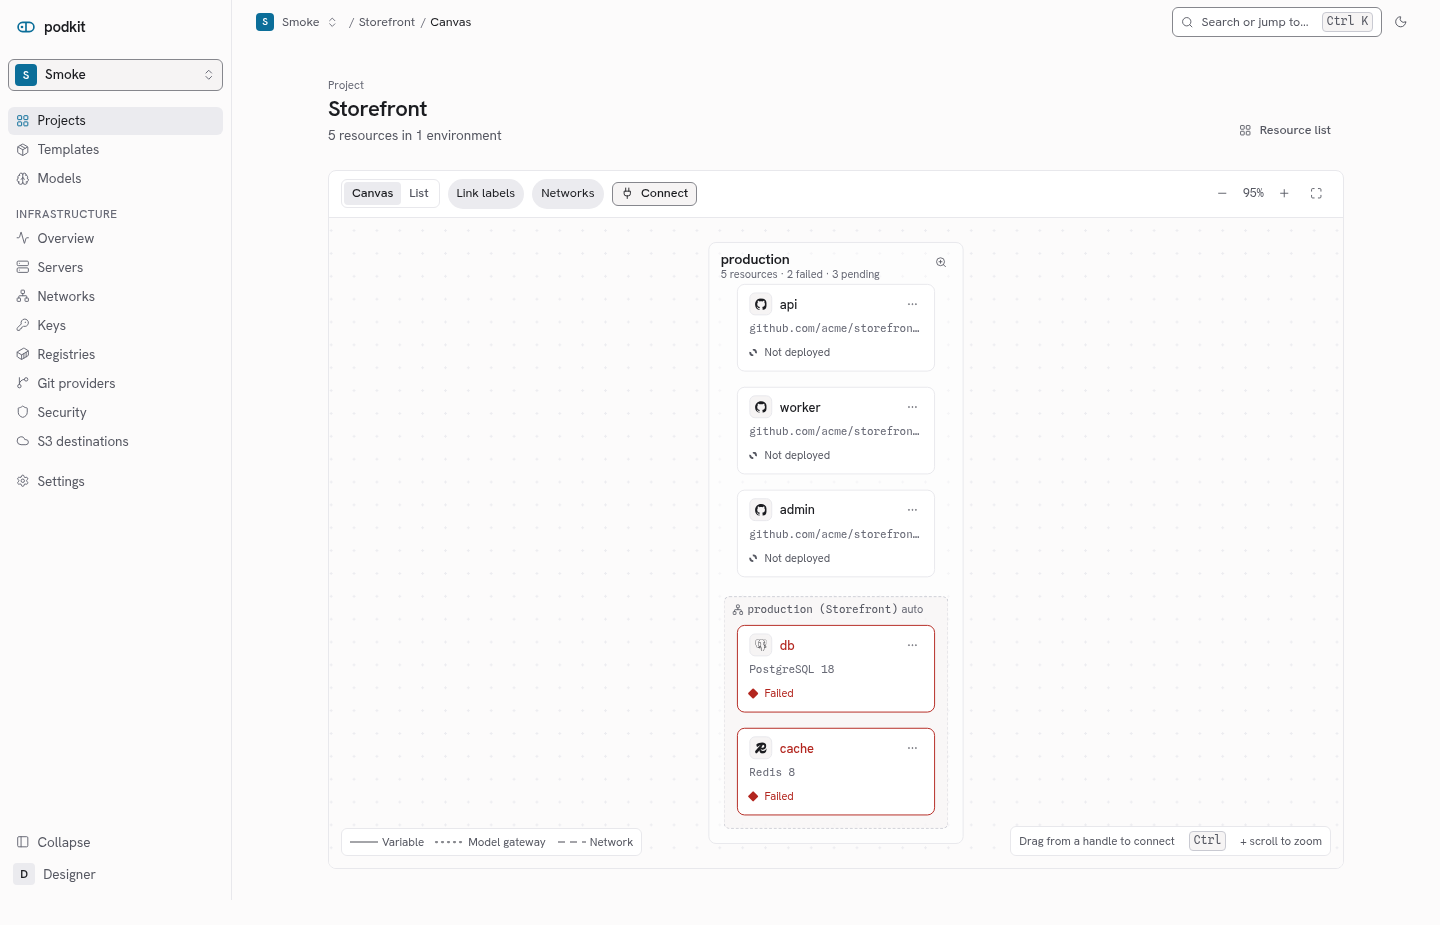 podkit
S Smoke
S Smoke / Storefront / Canvas
Search or jump to... Ctrl K
Projects
Templates
Models
INFRASTRUCTURE
Overview
Servers
Networks
Keys
Registries
Git providers
Security
S3 destinations
Settings
Collapse
D Designer
Project
Storefront
5 resources in 1 environment
Resource list
Canvas List Link labels Networks Connect
95%
production
5 resources · 2 failed · 3 pending
api
github.com/acme/storefron…
Not deployed
worker
github.com/acme/storefron…
Not deployed
admin
github.com/acme/storefron…
Not deployed
production (Storefront) auto
db
PostgreSQL 18
Failed
cache
Redis 8
Failed
Variable Model gateway Network
Drag from a handle to connect Ctrl + scroll to zoom